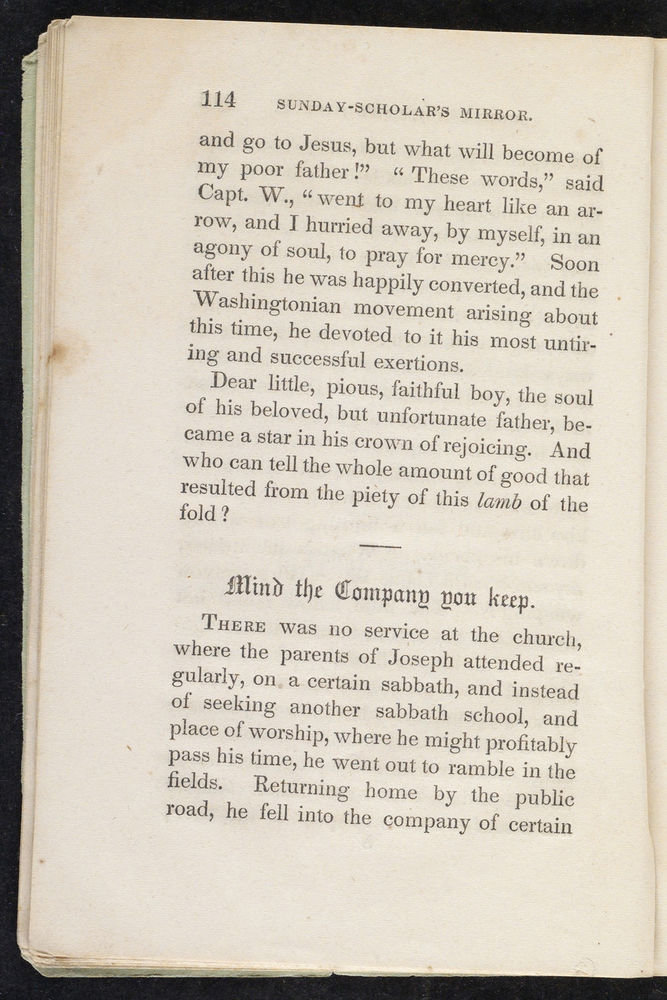 114 SUNDAY-SCHOLAR'S MIRROR.
and go to Jesus, but what will become of
my poor father!” “These words,” said
Capt. W., “went to my heart like an ar-
row, and I hurried away, by myself, in an
agony of soul, to pray for mercy.” Soon
after this he was happily converted, and the
Washingtonian movement arising about
this time, he devoted to it his most untir-
ing and successful exertions.
Dear little, pious, faithful boy, the soul
of his beloved, but unfortunate father, be-
came a star in his crown of rejoicing. And
who can tell the whole amount of good that
resulted from the piety of this lamb of the
fold?
Mind the Company you keep.
THERE was no service at the church,
where the parents of Joseph attended re-
gularly, on a certain sabbath, and instead
of seeking another sabbath school, and
place of worship, where he might profitably
pass his time, he went out to ramble in the
fields. Returning home by the public
road, he fell into the company of certain